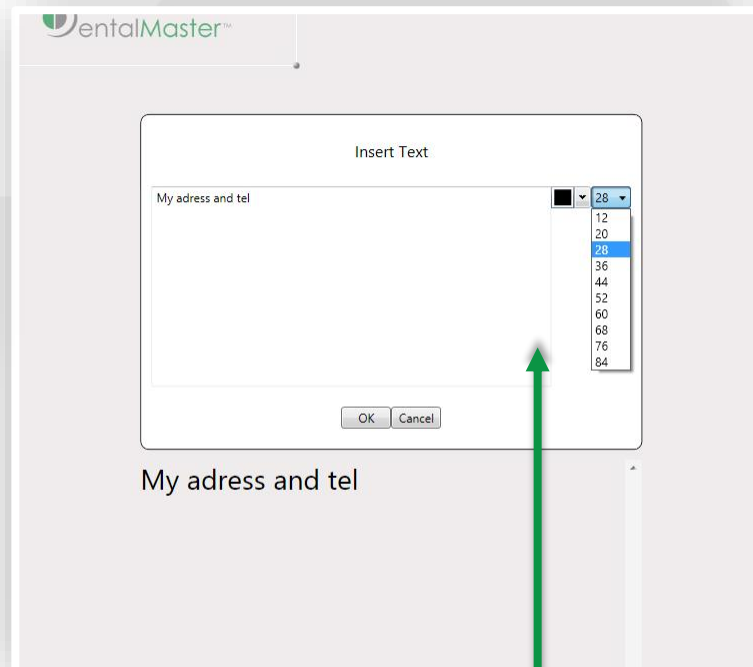 DentalMaster™
Insert Text
My adress and tel
28
12
20
28
36
44
52
60
68
76
84
OK Cancel
My adress and tel